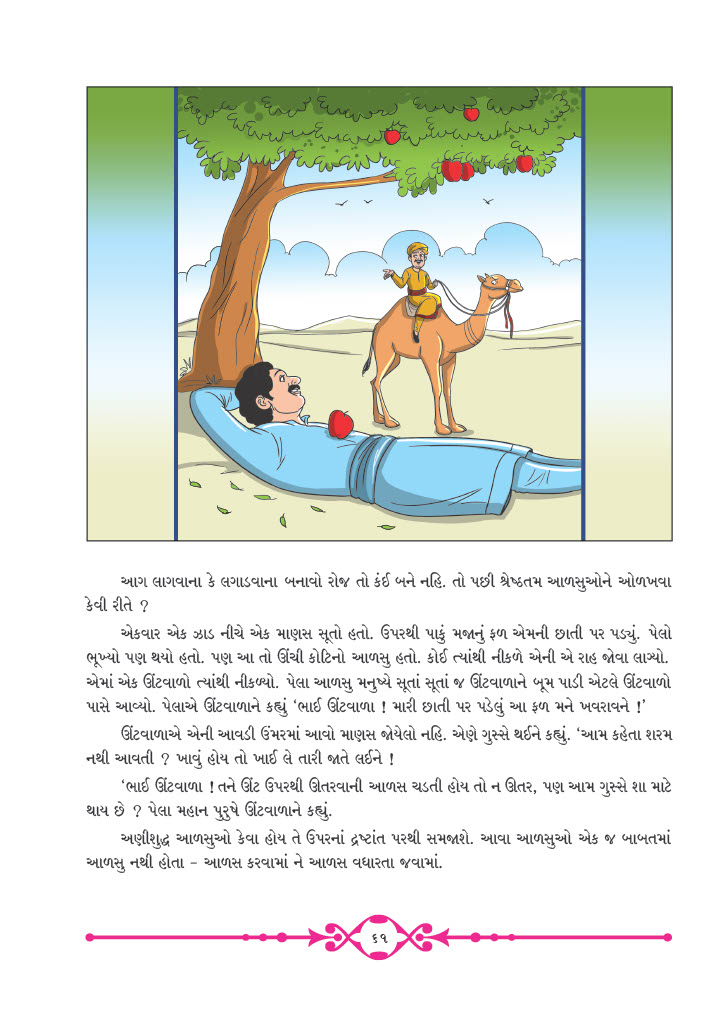 આગ લાગવાના કે લગાડવાના બનાવો રોજ તો કંઈ બને નહિ. તો પછી શ્રેષ્ઠતમ આળસુઓને ઓળખવા
કેવી રીતે ?
એકવાર એક ઝાડ નીચે એક માણસ સૂતો હતો. ઉપરથી પાકું મજાનું ફળ એમની છાતી પર પડ્યું. પેલો
ભૂખ્યો પણ થયો હતો. પણ આ તો ઊંચી કોટિનો આળસુ હતો. કોઈ ત્યાંથી નીકળે એની એ રાહ જોવા લાગ્યો.
એમાં એક ઊંટવાળો ત્યાંથી નીકળ્યો. પેલા આળસુ મનુષ્યે સૂતાં સૂતાં જ ઊંટવાળાને બૂમ પાડી એટલે ઊંટવાળો
પાસે આવ્યો. પેલાએ ઊંટવાળાને કહ્યું ‘ભાઈ ઊંટવાળા ! મારી છાતી પર પડેલું આ ફળ મને ખવરાવને !’
ઊંટવાળાએ એની આવડી ઉંમરમાં આવો માણસ જોયેલો નહિ. એણે ગુસ્સે થઈને કહ્યું. ‘આમ કહેતા શરમ
નથી આવતી ? ખાવું હોય તો ખાઈ લે તારી જાતે લઈને !
‘ભાઈ ઊંટવાળા ! તને ઊંટ ઉપરથી ઊતરવાની આળસ ચડતી હોય તો ન ઊતર, પણ આમ ગુસ્સે શા માટે
થાય છે ? પેલા મહાન પુરુષે ઊંટવાળાને કહ્યું.
અણીશુદ્ધ આળસુઓ કેવા હોય તે ઉપરનાં દ્રષ્ટાંત પરથી સમજાશે. આવા આળસુઓ એક જ બાબતમાં
આળસુ નથી હોતા – આળસ કરવામાં ને આળસ વધારતા જવામાં.
૬૧